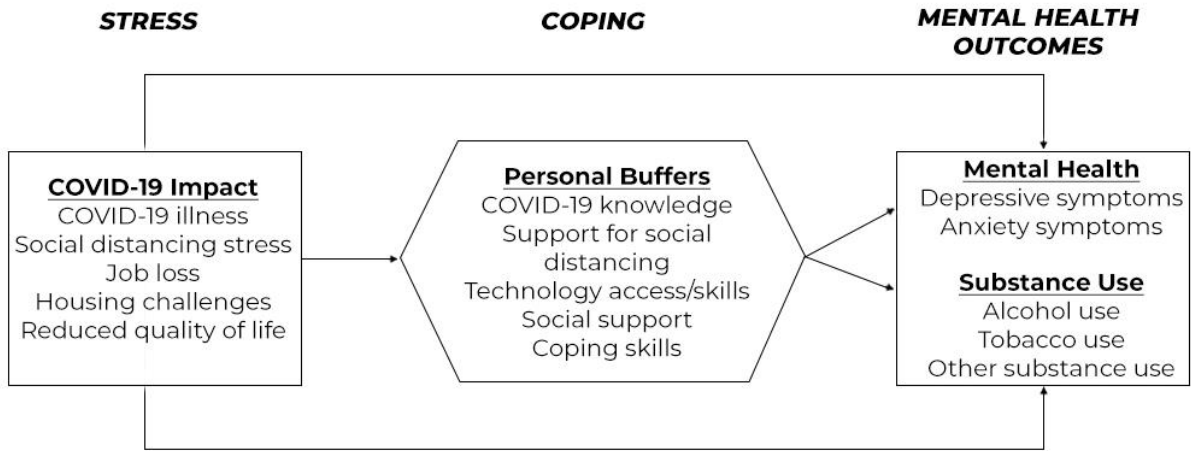 STRESS
COPING
MENTAL HEALTH
OUTCOMES
COVID-19 Impact
COVID-19 illness
Social distancing stress
Job loss
Housing challenges
Reduced quality of life
Personal Buffers
COVID-19 knowledge
Support for social
distancing
Technology access/skills
Social support
Coping skills
Mental Health
Depressive symptoms
Anxiety symptoms
Substance Use
Alcohol use
Tobacco use
Other substance use